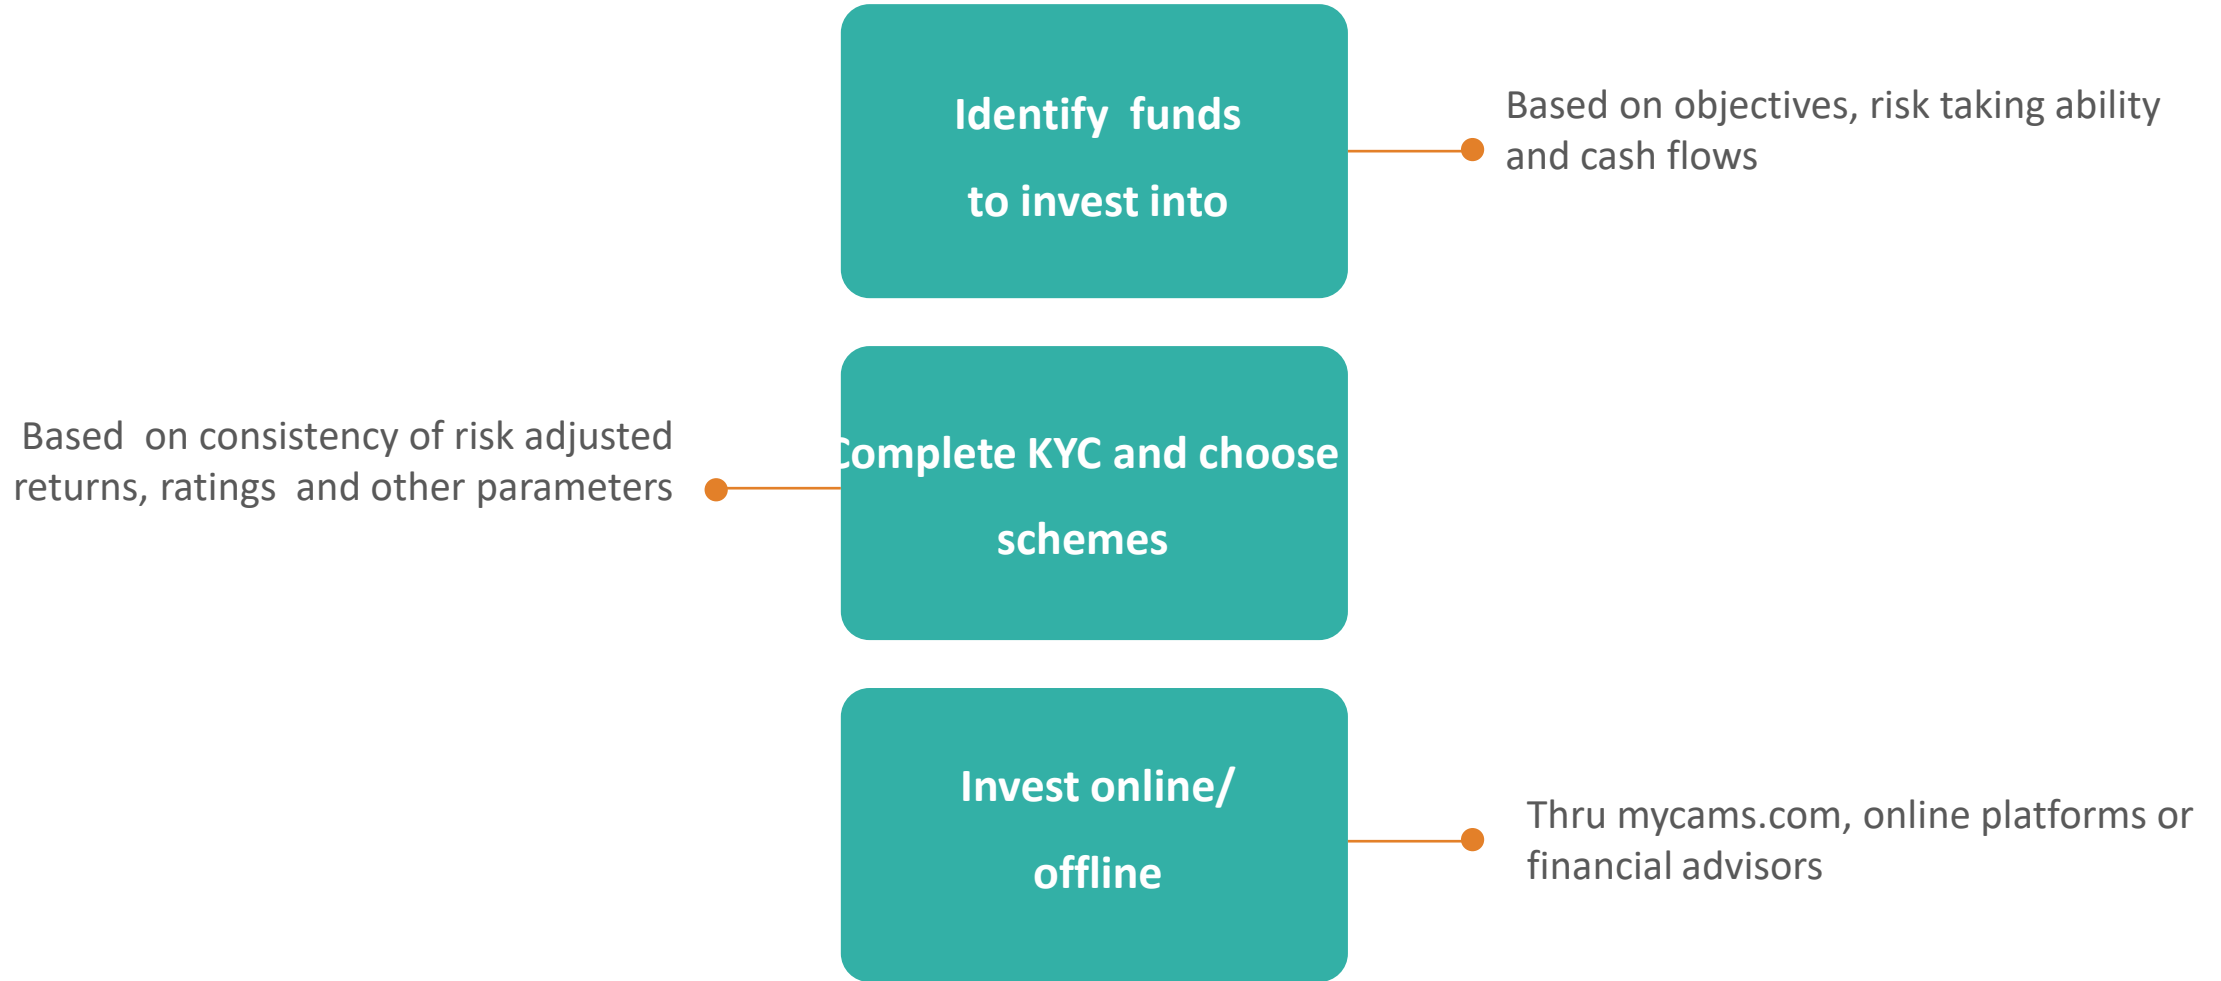 Identify  funds
to invest into
Based on objectives, risk taking ability
and cash flows
Based  on consistency of risk adjusted
returns, ratings  and other parameters
Complete KYC and choose
schemes
Invest online/
offline
Thru mycams.com, online platforms or
financial advisors